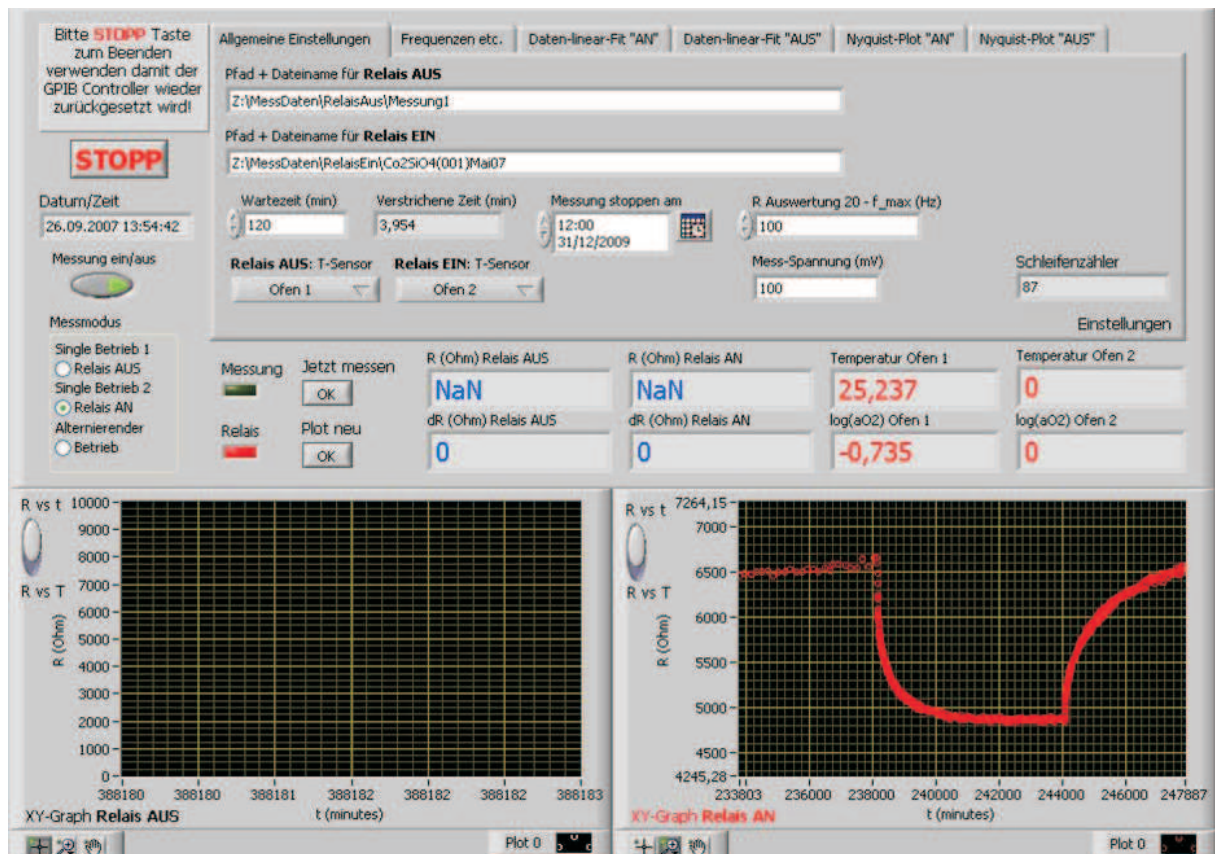 Bitte STOPP Taste
zum Beenden
verwenden damit der
GPIB Controller wieder
zurückgesetzt wird!
STOPP
Datum/Zeit
26.09.2007 13:54:42
Messung ein/aus
Messmodus
Single Betrieb 1
Relais AUS
Single Betrieb 2
Relais AN
Alternierender
Betrieb
Allgemeine Einstellungen
Frequenzen etc.
Daten-linear-Fit "AN"
Daten-linear-Fit "AUS"
Nyquist-Plot "AN"
Nyquist-Plot "AUS"
Pfad + Dateiname für Relais AUS
Z:\MessDaten\RelaisAus\Messung1
Pfad + Dateiname für Relais EIN
Z:\MessDaten\RelaisEin\Co2SiO4(001)Mai07
Wartezeit (min)
120
Verstrichene Zeit (min)
3,954
Messung stoppen am
12:00
31/12/2009
R Auswertung 20 - f_max (Hz)
100
Relais AUS: T-Sensor
Ofen 1
Relais EIN: T-Sensor
Ofen 2
Mess-Spannung (mV)
100
Schleifenzähler
87
Einstellungen
Messung
Jetzt messen
OK
Relais
Plot neu
OK
R (Ohm) Relais AUS
NaN
R (Ohm) Relais AN
NaN
Temperatur Ofen 1
25,237
Temperatur Ofen 2
0
dR (Ohm) Relais AUS
0
dR (Ohm) Relais AN
0
log(aO2) Ofen 1
-0,735
log(aO2) Ofen 2
0
R vs t
R vs T
R (Ohm)
10000
9000
8000
7000
6000
5000
4000
3000
2000
1000
0
388180 388180 388181 388182 388182 388182 388183
t (minutes)
XY-Graph Relais AUS
Plot 0
R vs t
R vs T
R (Ohm)
7264,15
7000
6500
6000
5500
5000
4500
4245,28
233803 236000 238000 240000 242000 244000 246000 247887
t (minutes)
XY-Graph Relais AN
Plot 0